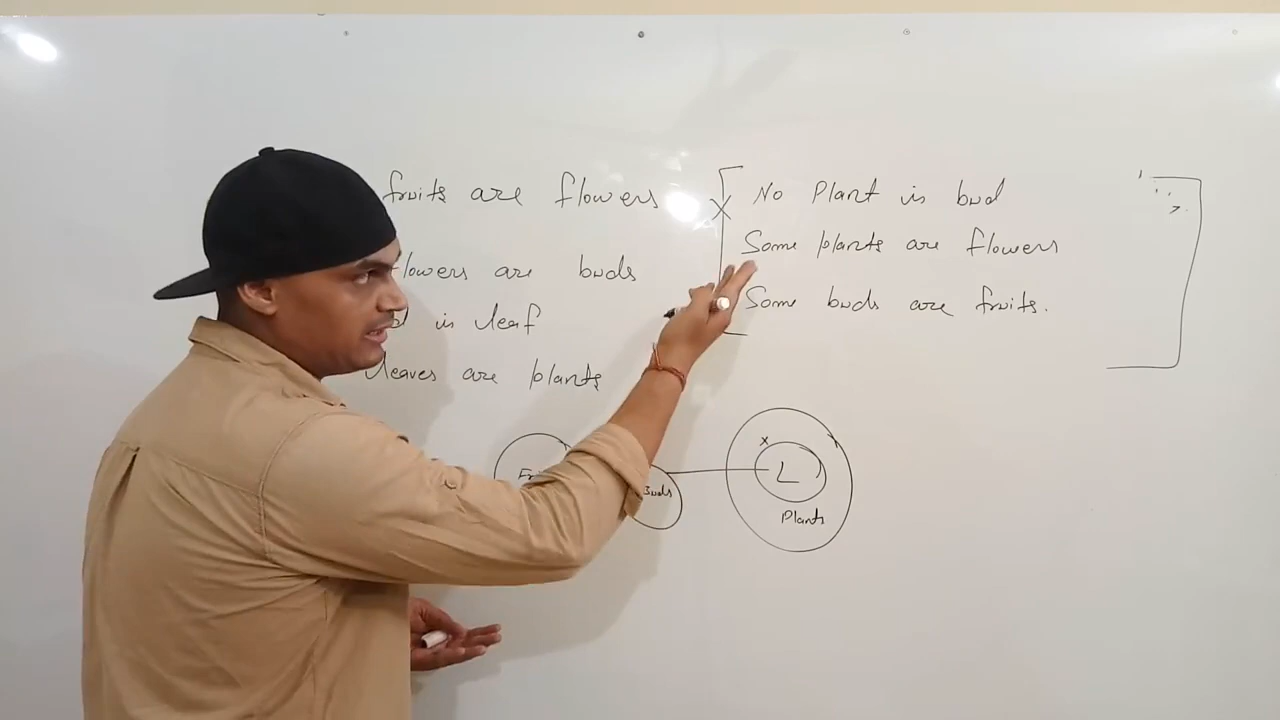 fruits are flowers
flowers are buds
is leaf
leaves are plants
No Plant is bud
Some plants are flowers
Some buds are fruits.
Buds
L
Plants